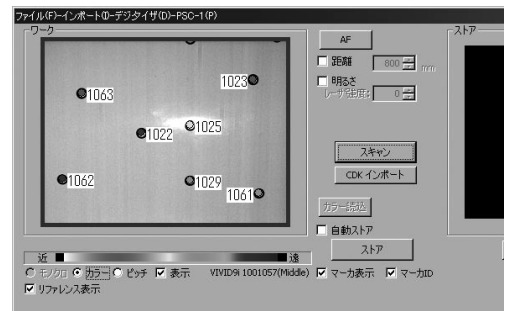 ファイル(F)-インポート(I)-デジタイザ(D)-PSC-1(P)
ワーク
ストア
AF
距離 800 mm
明るさ
レーザ強度: 0
1023
1063
1025
1022
1062
1029
1061
スキャン
CDK インポート
カラー読込
自動ストア
ストア
近 遠
モノクロ カラー ピッチ 表示 VIVID9i 1001057(Middle) マーカ表示 マーカID
リファレンス表示